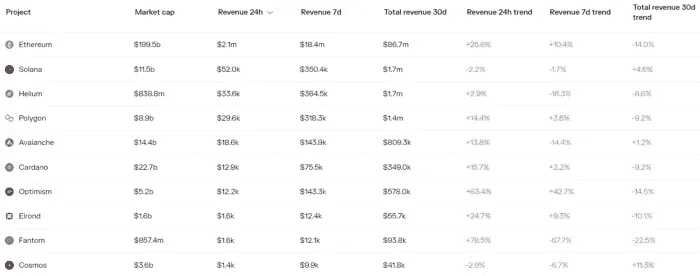 Project Market cap Revenue 24h Revenue 7d Total revenue 30d Revenue 24h trend Revenue 7d trend Total revenue 30d trend
Ethereum $199.5b $2.1m $18.4m $86.7m +25.6% +10.4% -14.0%
Solana $11.5b $52.0k $350.4k $1.7m -2.2% -1.7% +4.6%
Helium $838.8m $33.6k $364.5k $1.7m +2.9% -18.3% -8.6%
Polygon $8.9b $29.6k $318.3k $1.4m +14.4% +3.6% -9.2%
Avalanche $14.4b $18.6k $143.9k $809.3k +13.8% -14.4% +1.2%
Cardano $22.7b $12.9k $75.5k $349.0k +15.7% +2.2% -9.2%
Optimism $5.2b $12.2k $143.3k $578.0k +63.4% +42.7% -14.5%
Elrond $1.6b $1.6k $12.4k $55.7k +24.7% +9.3% -10.1%
Fantom $857.4m $1.6k $12.1k $93.8k +78.5% -67.7% -22.5%
Cosmos $3.6b $1.4k $9.9k $41.8k -2.9% -6.7% +11.3%